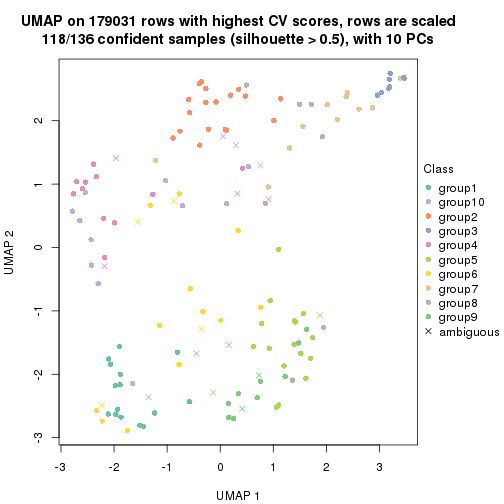 UMAP on 179031 rows with highest CV scores, rows are scaled
118/136 confident samples (silhouette > 0.5), with 10 PCs
2
1
0
-1
-2
-3
UMAP 2
-3
-2
-1
0
1
2
3
UMAP 1
Class
group1
group10
group2
group3
group4
group5
group6
group7
group8
group9
ambiguous